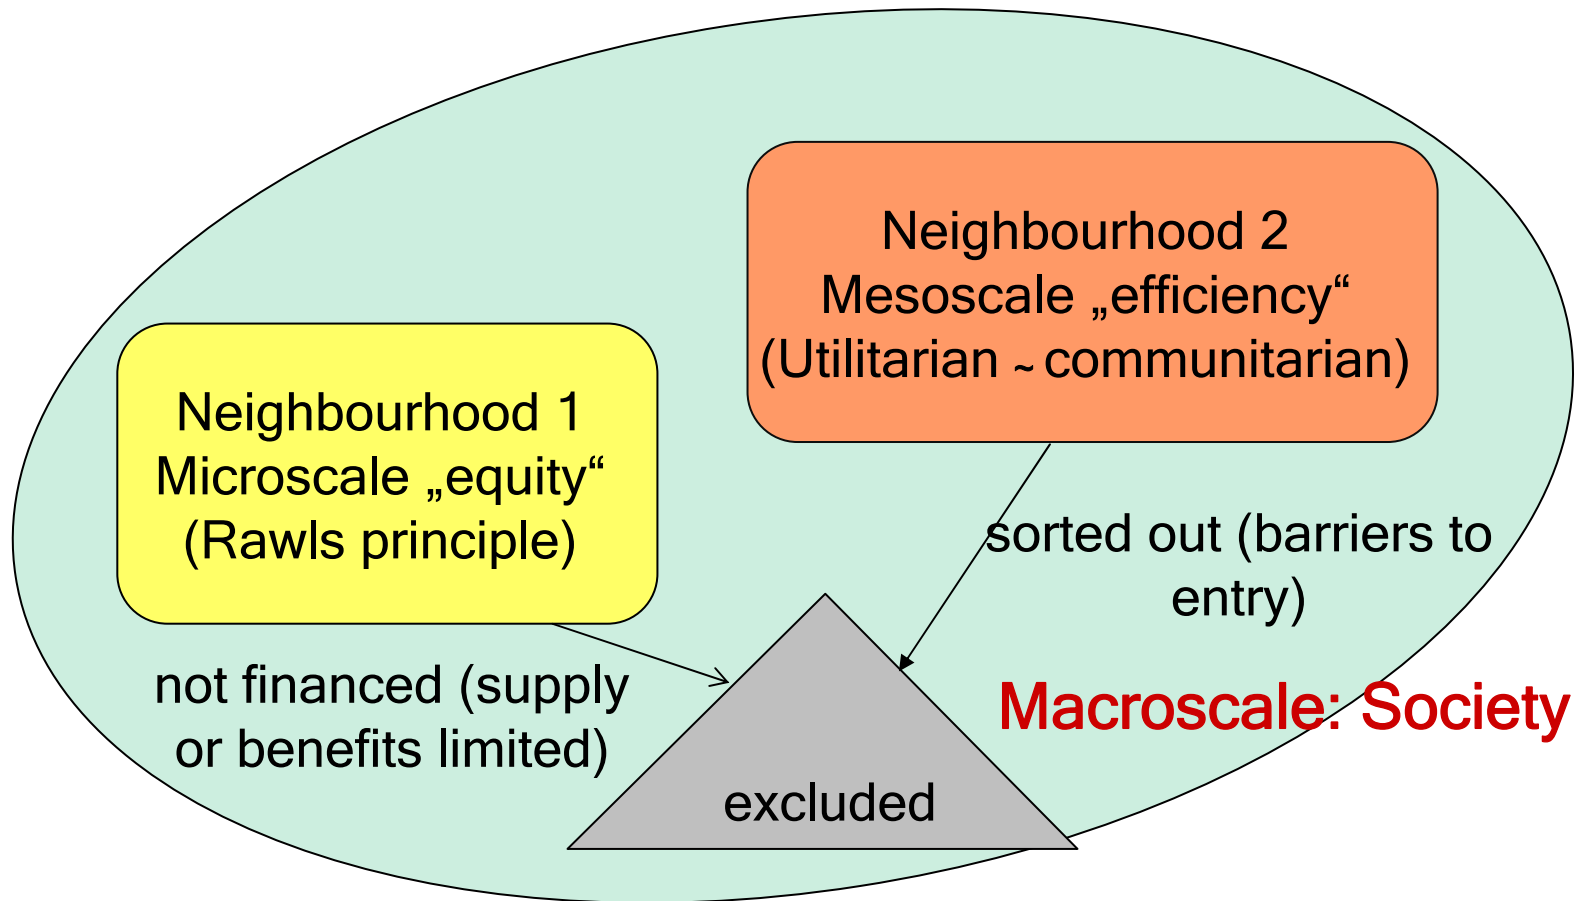 Neighbourhood 2
Mesoscale „efficiency“
(Utilitarian ~ communitarian)
Neighbourhood 1
Microscale „equity“
(Rawls principle)
sorted out (barriers to
entry)
not financed (supply
or benefits limited)
Macroscale: Society
excluded